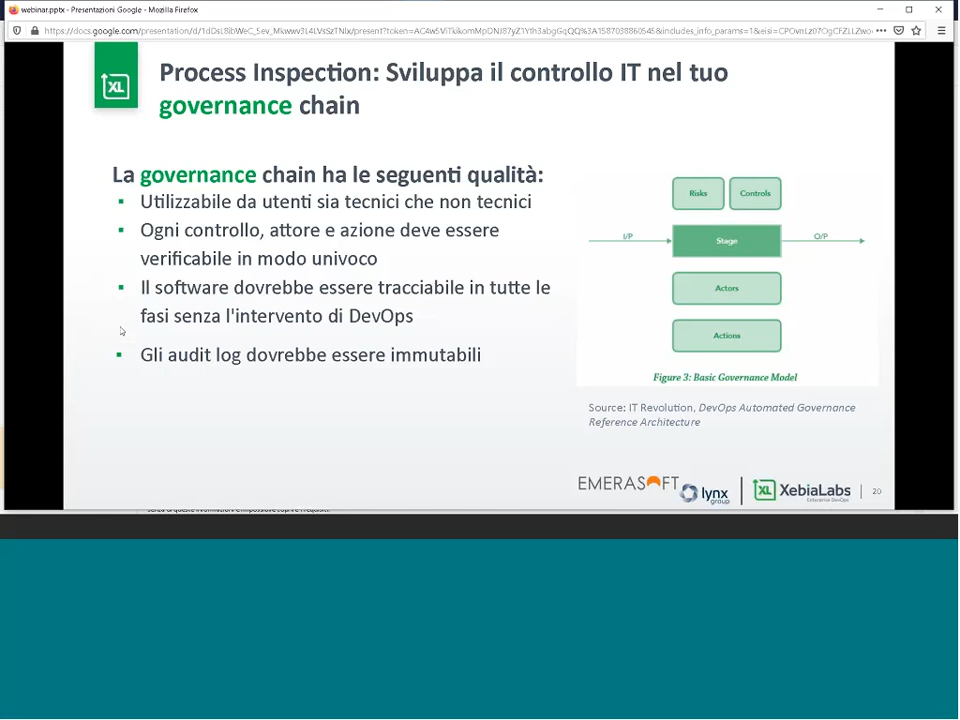 webinar.pptx - Presentazioni Google - Mozilla Firefox
Process Inspection: Sviluppa il controllo IT nel tuo
governance chain
La governance chain ha le seguenti qualità:
Utilizzabile da utenti sia tecnici che non tecnici
Ogni controllo, attore e azione deve essere
verificabile in modo univoco
Il software dovrebbe essere tracciabile in tutte le
fasi senza l'intervento di DevOps
Gli audit log dovrebbe essere immutabili
Risks
Controls
I/P
Stage
O/P
Actors
Actions
Figure 3: Basic Governance Model
Source: IT Revolution, DevOps Automated Governance
Reference Architecture
EMERASOFT
lynx
group
XL
XebiaLabs
Enterprise DevOps
20